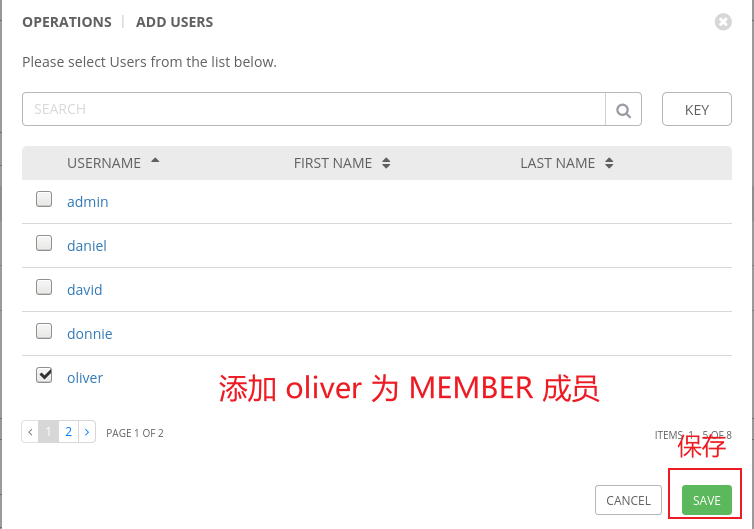 OPERATIONS | ADD USERS
Please select Users from the list below.
SEARCH
KEY
USERNAME FIRST NAME LAST NAME
admin
daniel
david
donnie
oliver
添加 oliver 为 MEMBER 成员
< 1 2 > PAGE 1 OF 2
ITEMS 1 - 5 OF 8
保存
CANCEL SAVE